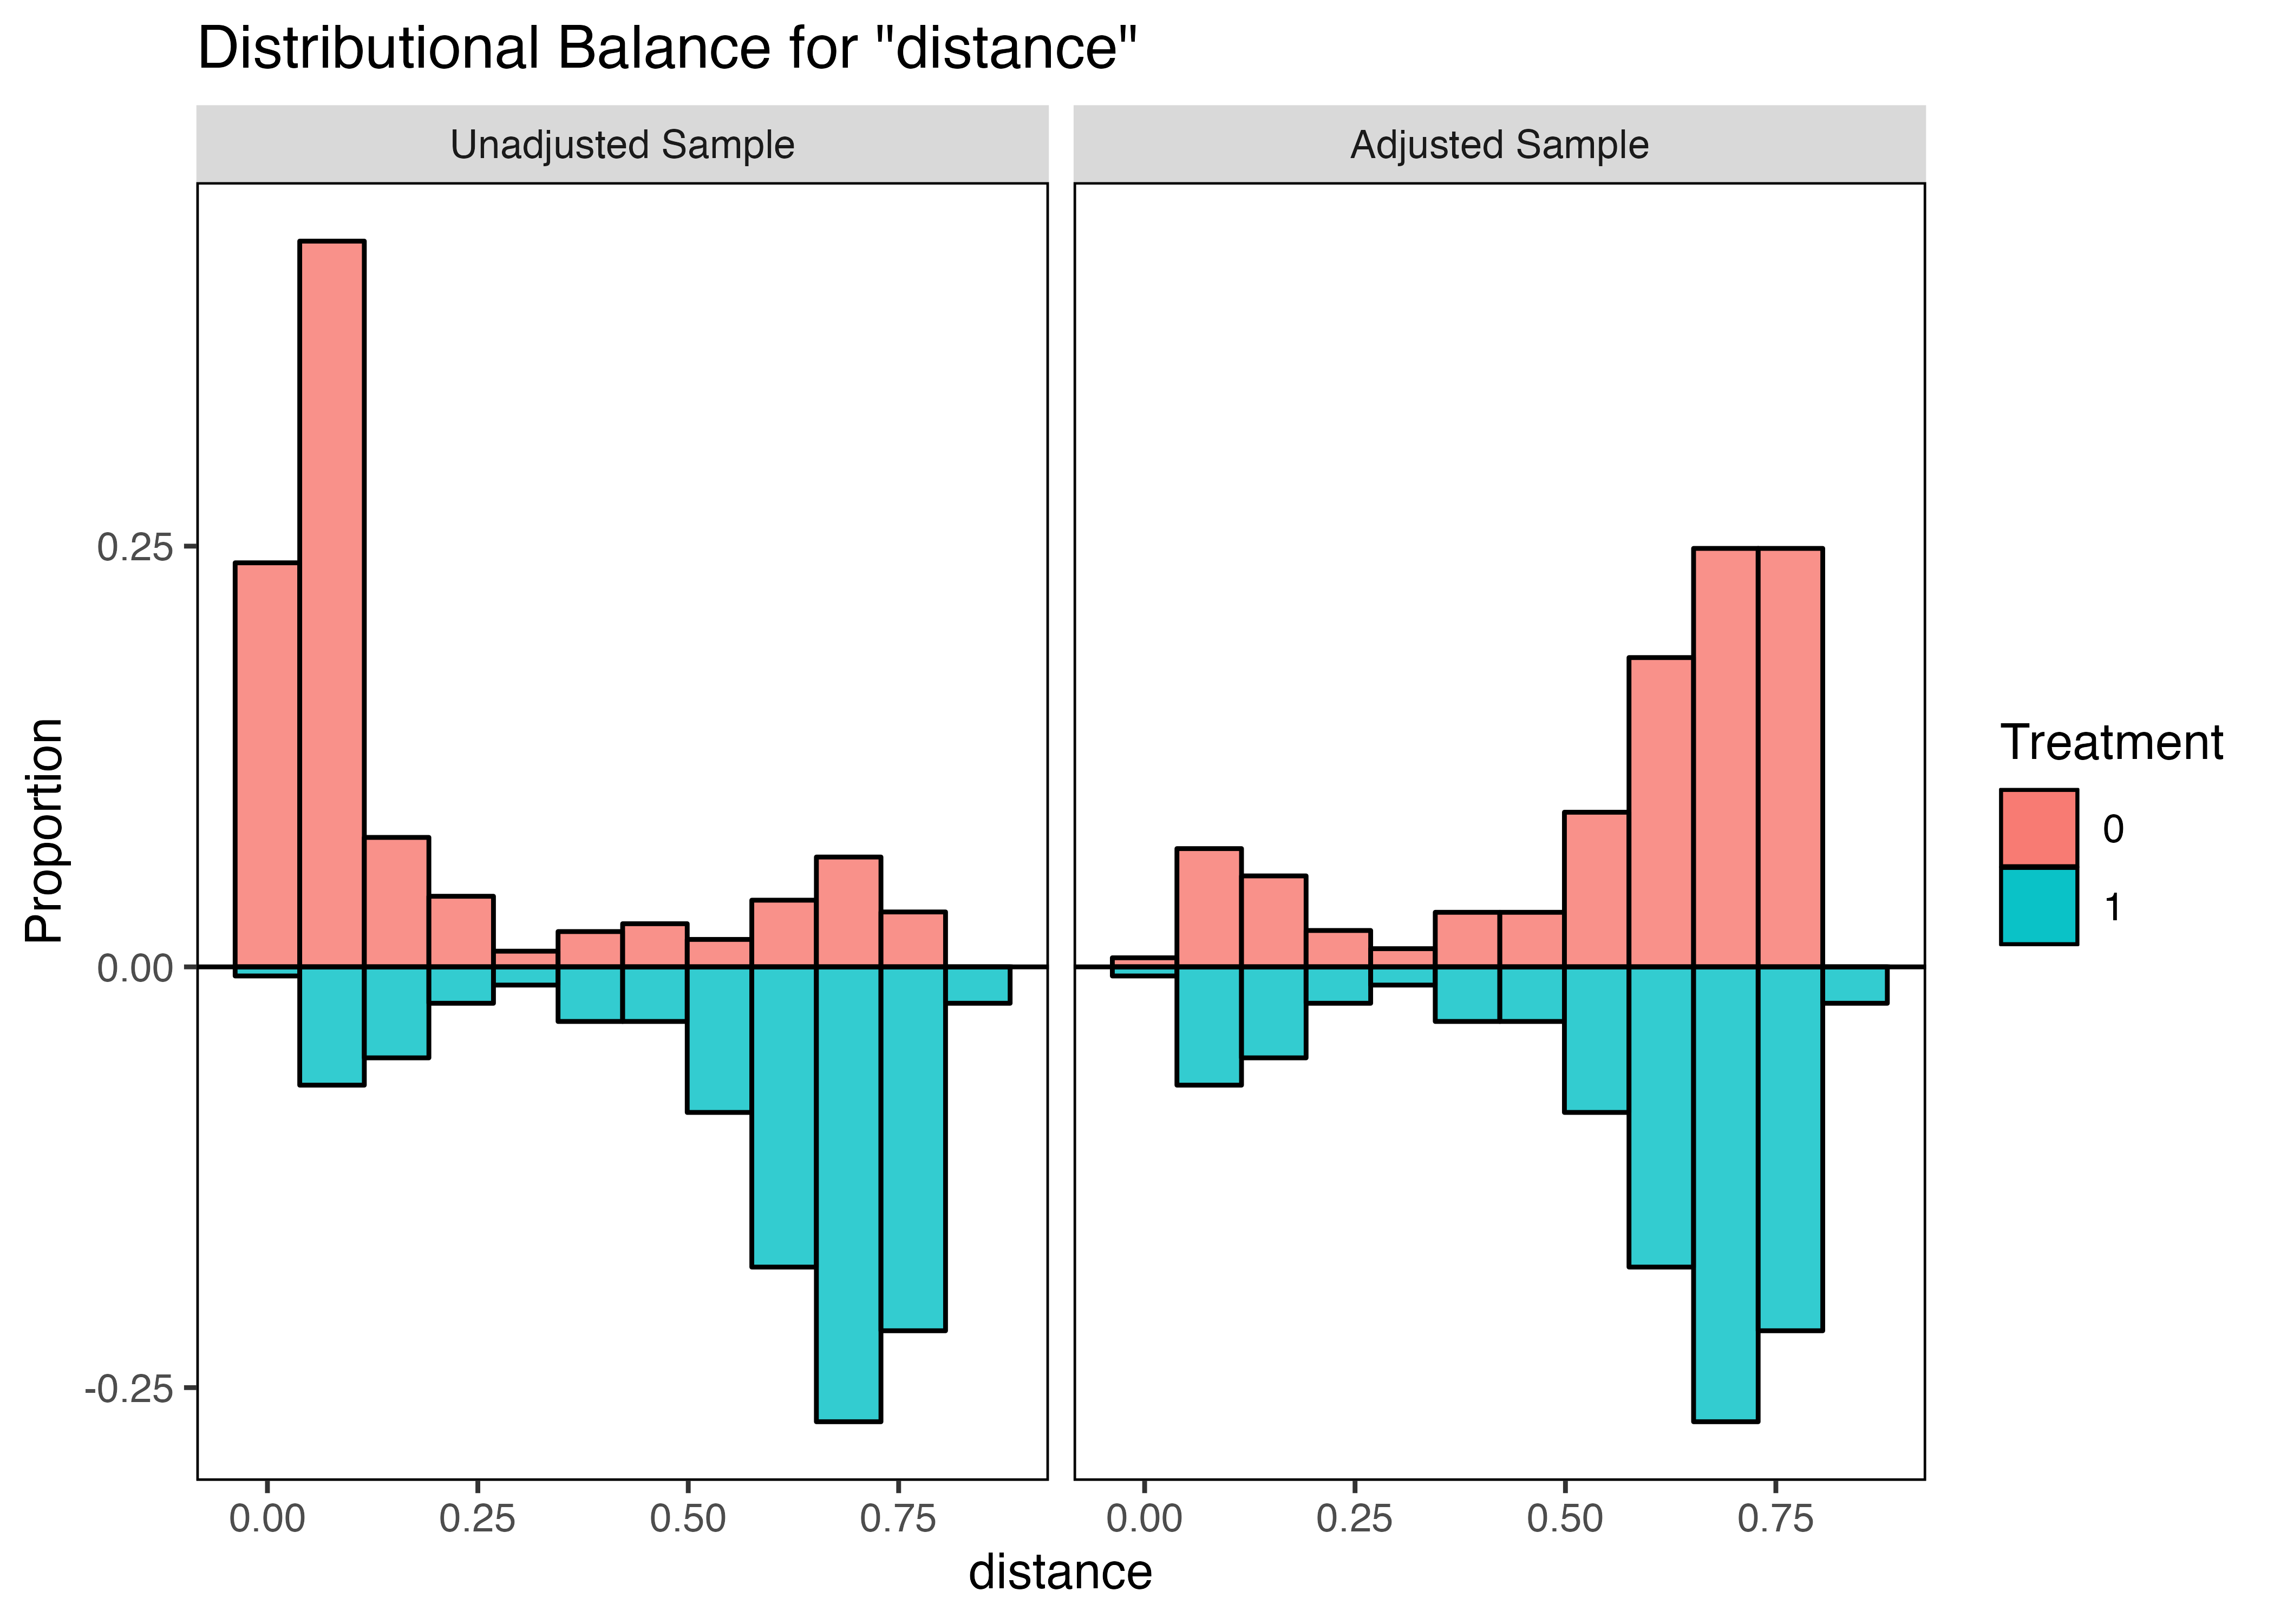 Distributional Balance for "distance"
Unadjusted Sample
Adjusted Sample
Proportion
0.25
0.00
-0.25
0.00 0.25 0.50 0.75
0.00 0.25 0.50 0.75
distance
Treatment
0
1